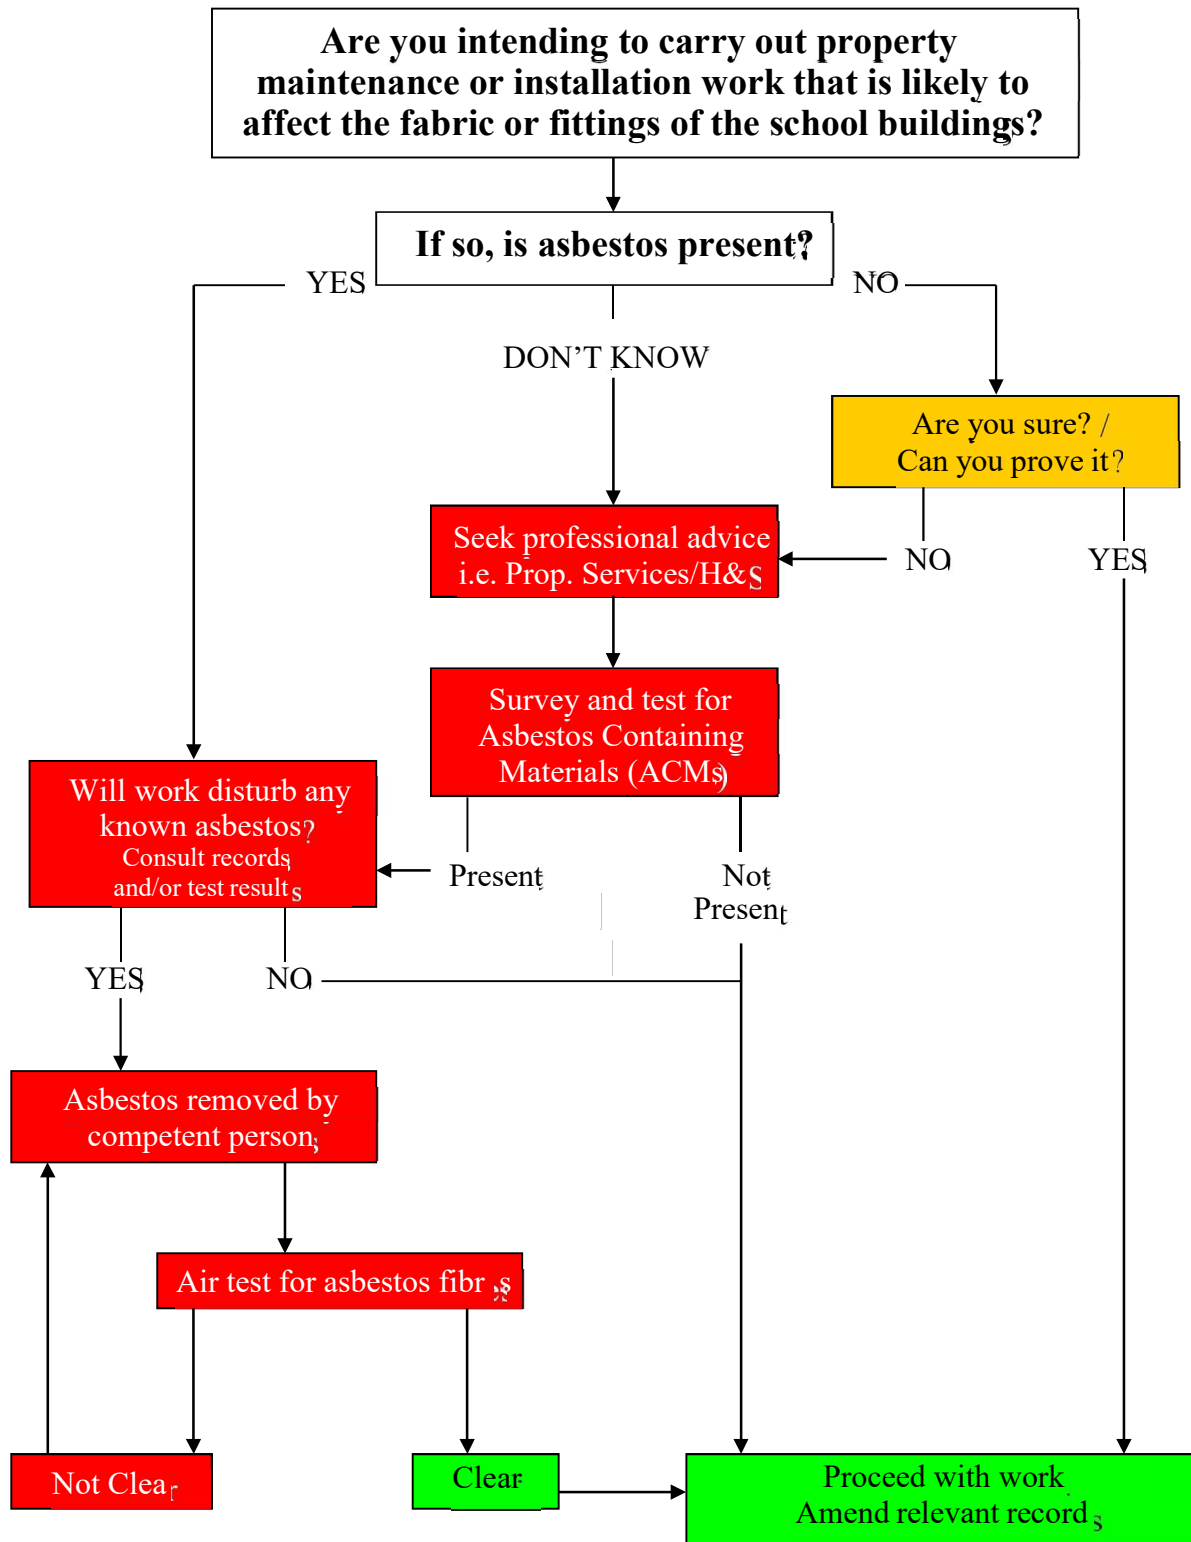 Are you intending to carry out property
maintenance or installation work that is likely to
affect the fabric or fittings of the school buildings?
If so, is asbestos present?
YES
NO
DON'T KNOW
Are you sure? /
Can you prove it?
Seek professional advice
i.e. Prop. Services/H&S
NO
YES
Survey and test for
Asbestos Containing
Materials (ACMs)
Will work disturb any
known asbestos?
Consult records
and/or test results
Present
Not
Present
YES
NO
Asbestos removed by
competent person
Air test for asbestos fibres
Not Clear
Clear
Proceed with work
Amend relevant records